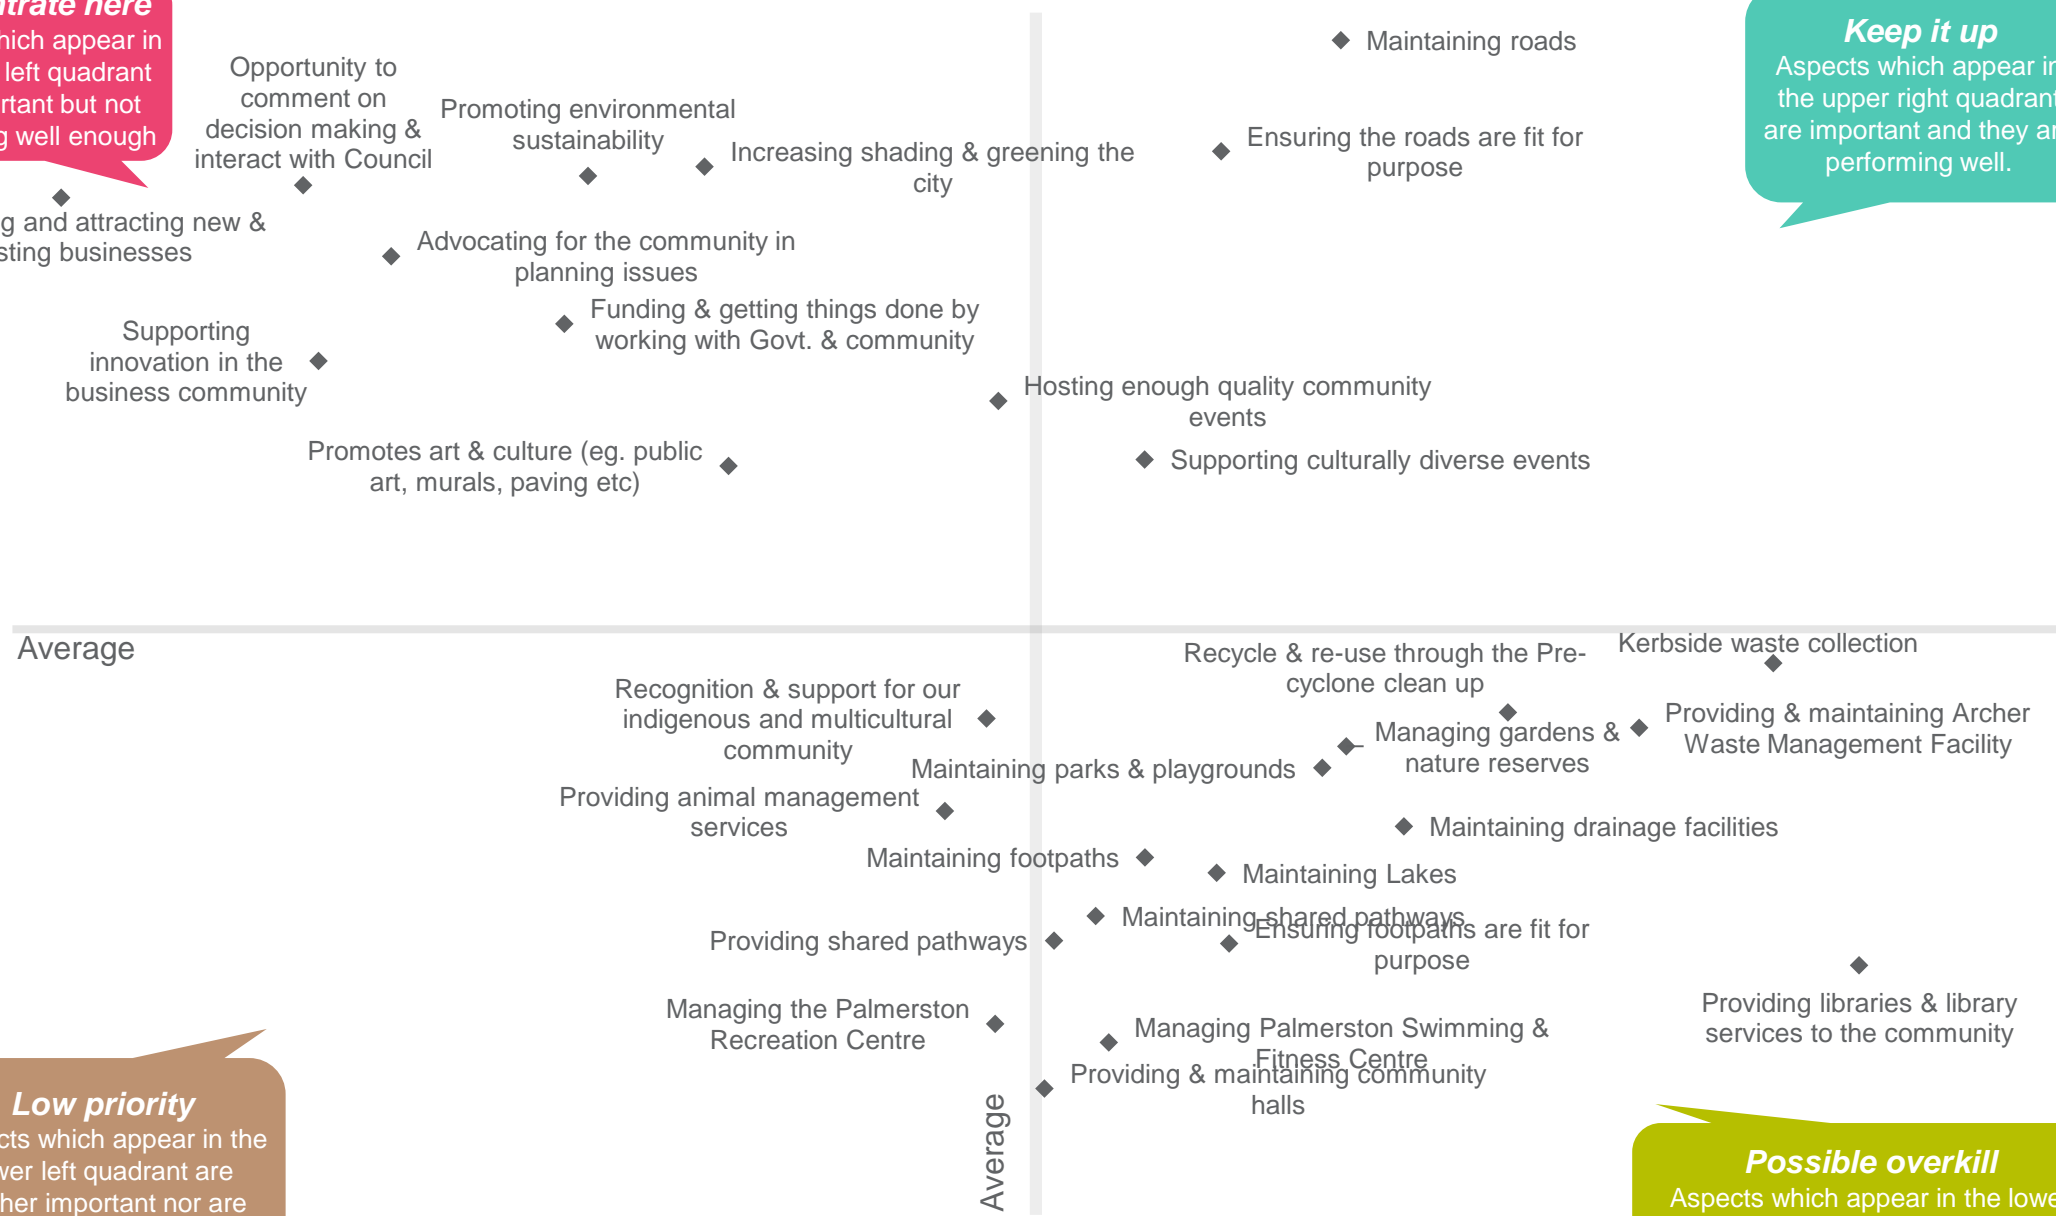 trate here
hich appear in
left quadrant
rtant but not
g well enough
Opportunity to
comment on
decision making &
interact with Council
Promoting environmental
sustainability
Increasing shading & greening the
city
Maintaining roads
Ensuring the roads are fit for
purpose
Keep it up
Aspects which appear in
the upper right quadrant
are important and they ar
performing well.
g and attracting new &
sting businesses
Advocating for the community in
planning issues
Funding & getting things done by
working with Govt. & community
Supporting
innovation in the
business community
Hosting enough quality community
events
Promotes art & culture (eg. public
art, murals, paving etc)
Supporting culturally diverse events
Average
Recycle & re-use through the Pre-
cyclone clean up
Kerbside waste collection
Recognition & support for our
indigenous and multicultural
community
Managing gardens &
nature reserves
Providing & maintaining Archer
Waste Management Facility
Maintaining parks & playgrounds
Providing animal management
services
Maintaining drainage facilities
Maintaining footpaths
Maintaining Lakes
Maintaining shared pathways
Ensuring footpaths are fit for
purpose
Providing shared pathways
Providing libraries & library
services to the community
Managing the Palmerston
Recreation Centre
Managing Palmerston Swimming &
Fitness Centre
Providing & maintaining community
halls
Average
Low priority
cts which appear in the
wer left quadrant are
her important nor are
Possible overkill
Aspects which appear in the lowe